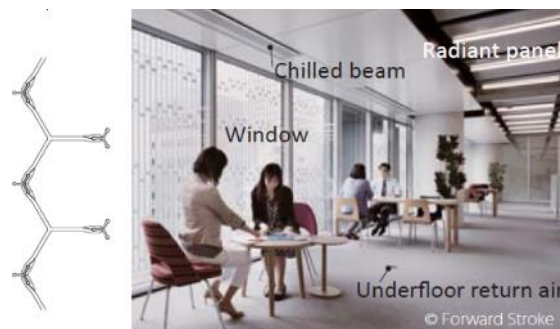 Radiant panel
Chilled beam
Window
Underfloor return air
© Forward Stroke